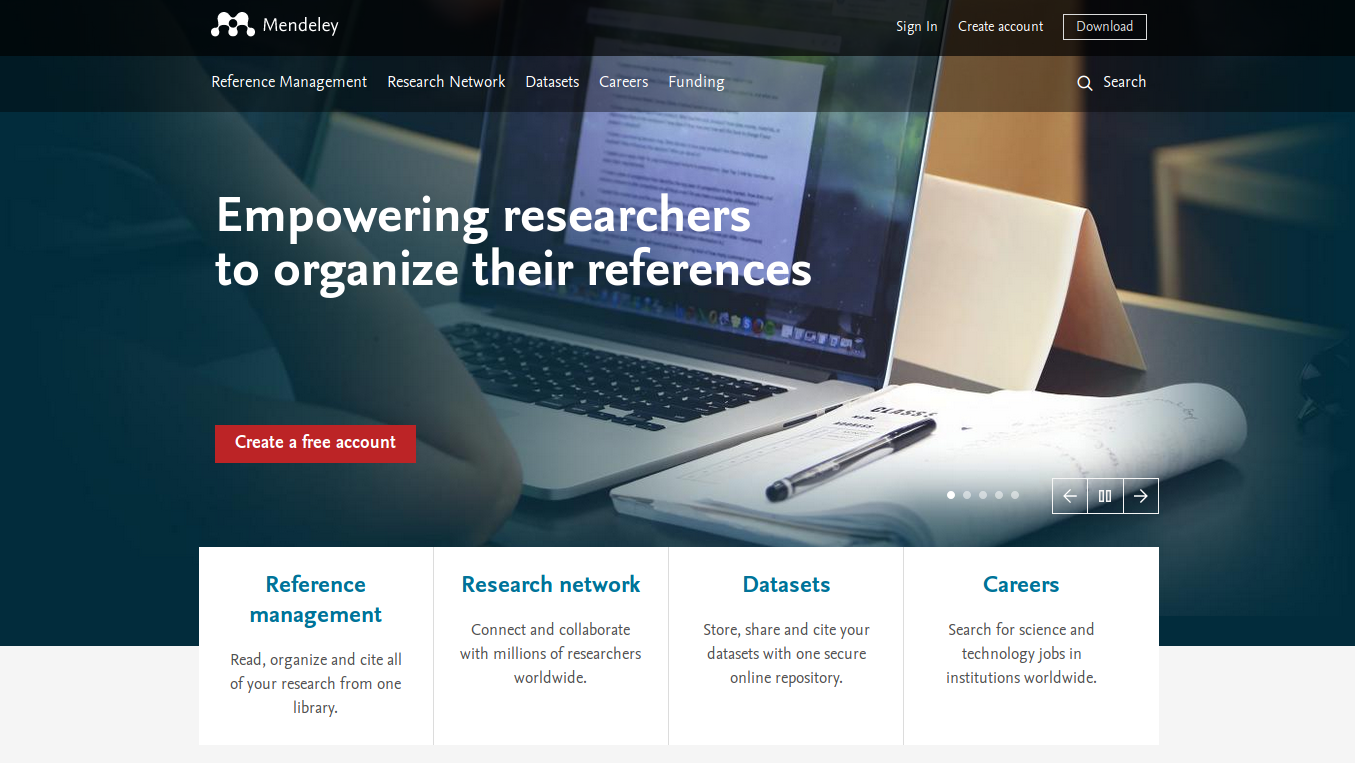 Mendeley
Sign In
Create account
Download
Reference Management
Research Network
Datasets
Careers
Funding
Search
Empowering researchers
to organize their references
CLASSE
NAME
ADDRESS
Create a free account
Reference
management
Read, organize and cite all
of your research from one
library.
Research network
Connect and collaborate
with millions of researchers
worldwide.
Datasets
Store, share and cite your
datasets with one secure
online repository.
Careers
Search for science and
technology jobs in
institutions worldwide.